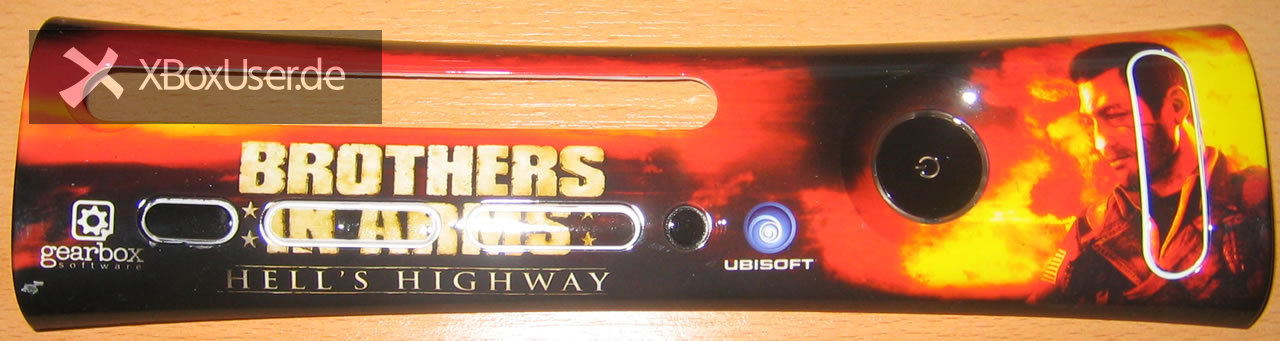 XBoxUser.de
BROTHERS
IN ARMS
HELL'S HIGHWAY
gearbox
software
UBISOFT